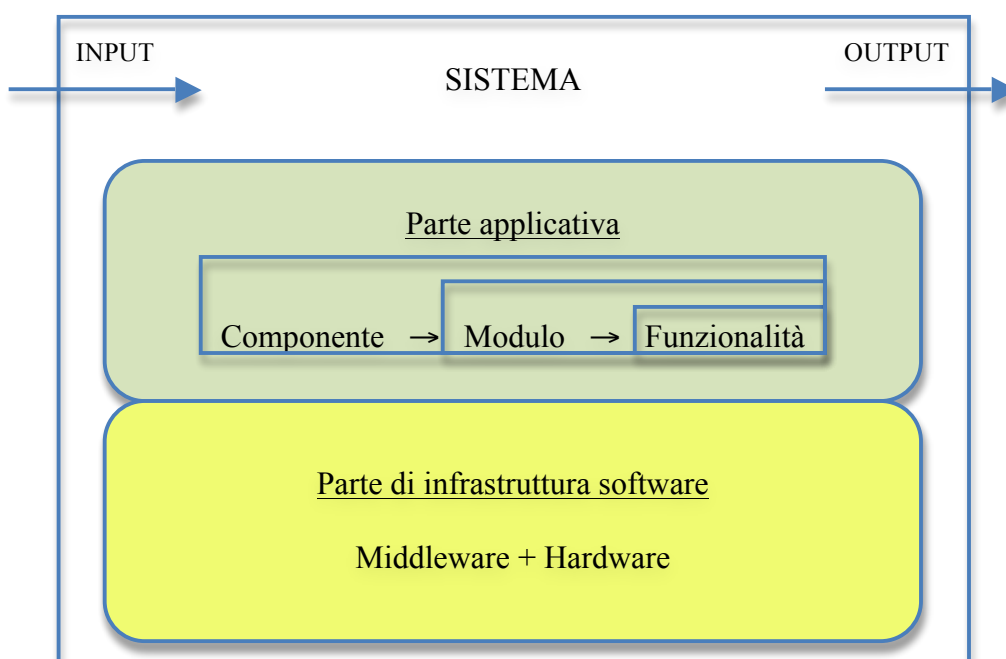 INPUT
OUTPUT
SISTEMA
Parte applicativa
Componente → Modulo → Funzionalità
Parte di infrastruttura software
Middleware + Hardware